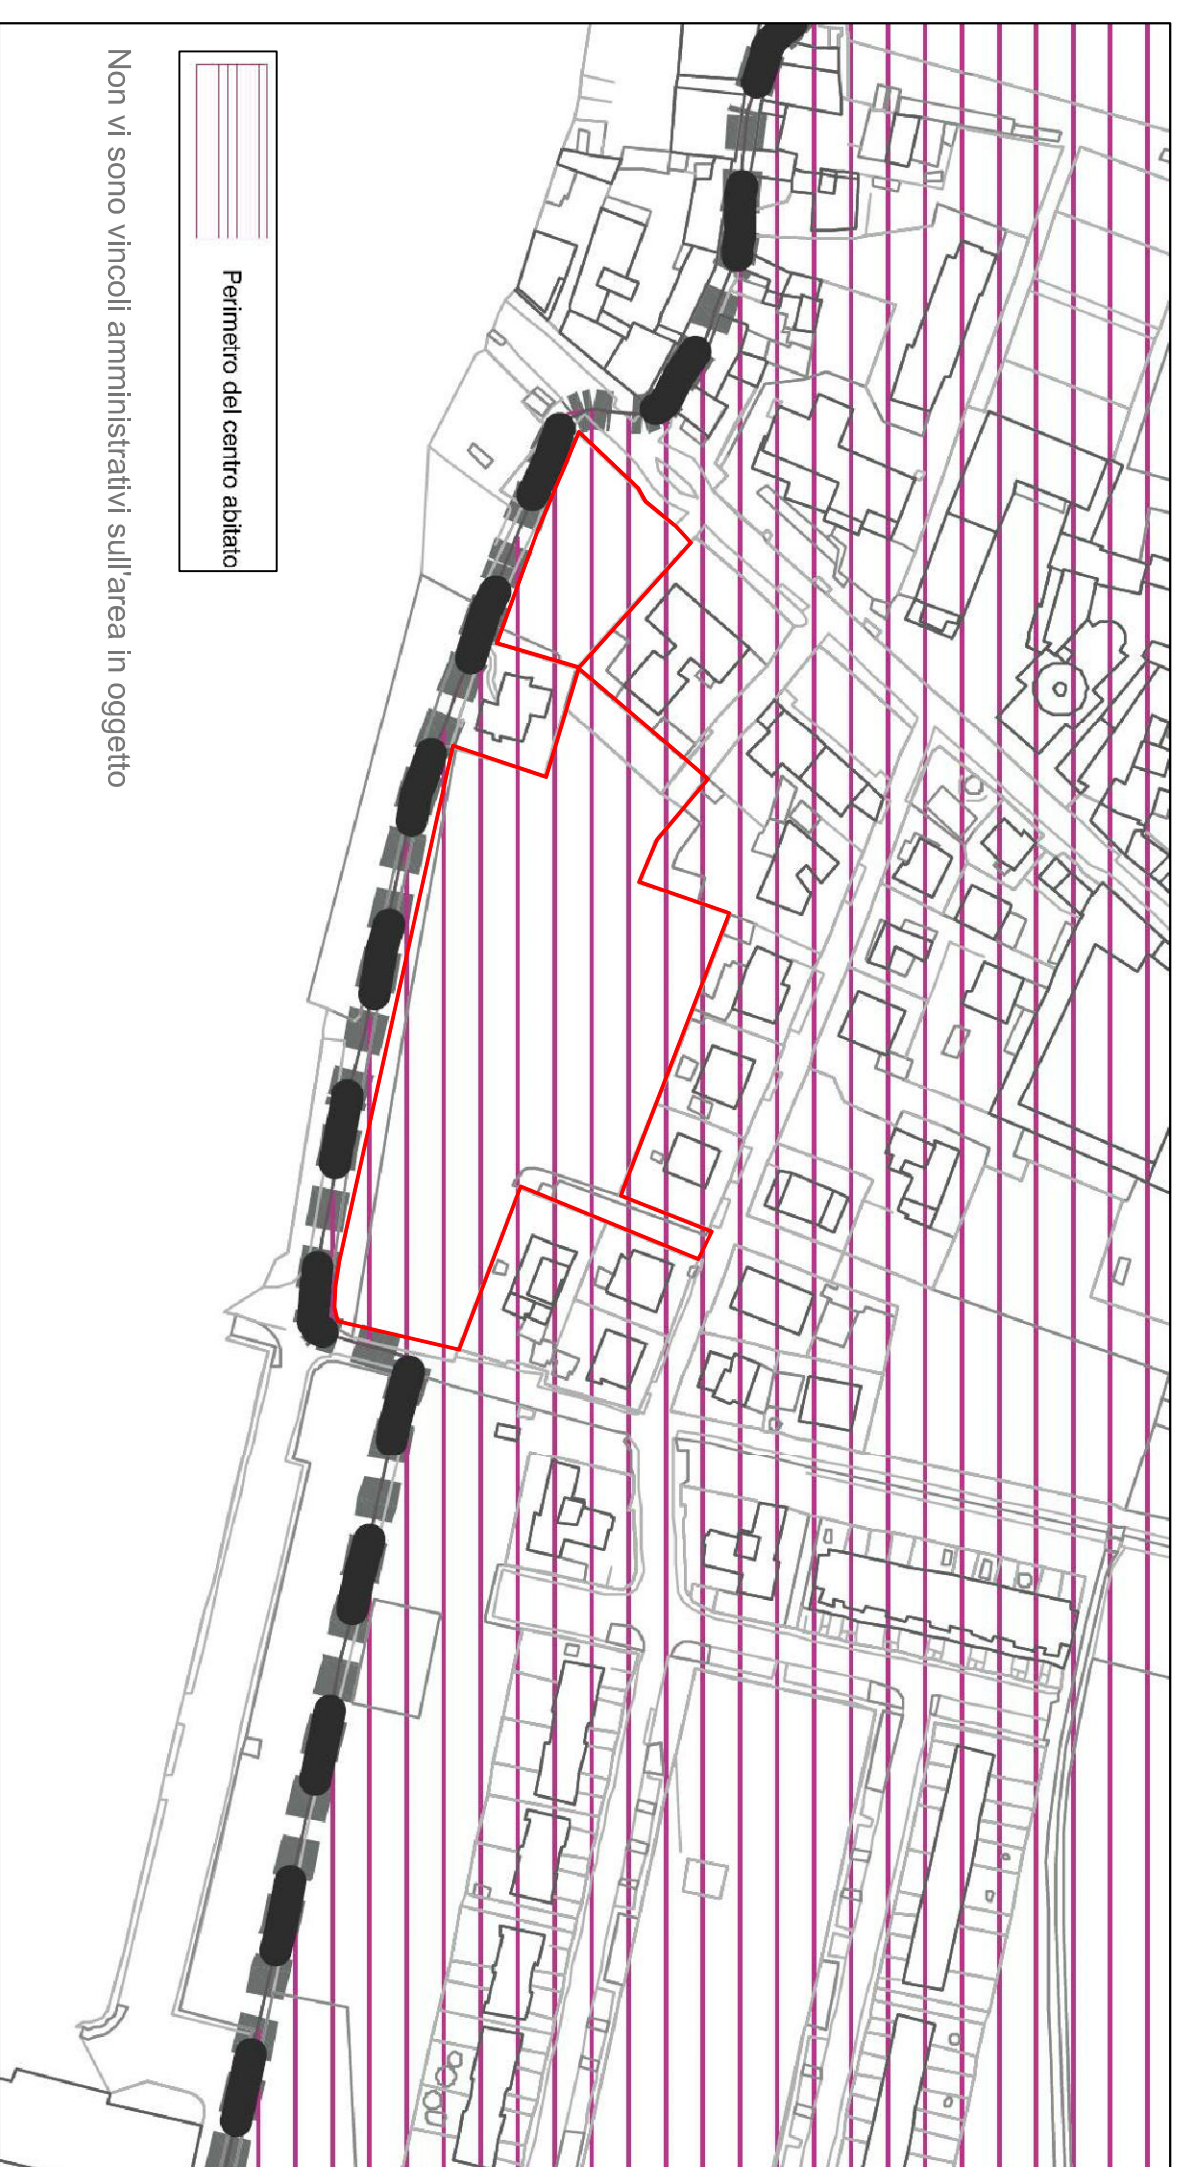 Perimetro del centro abitato
Non vi sono vincoli amministrativi sull'area in oggetto